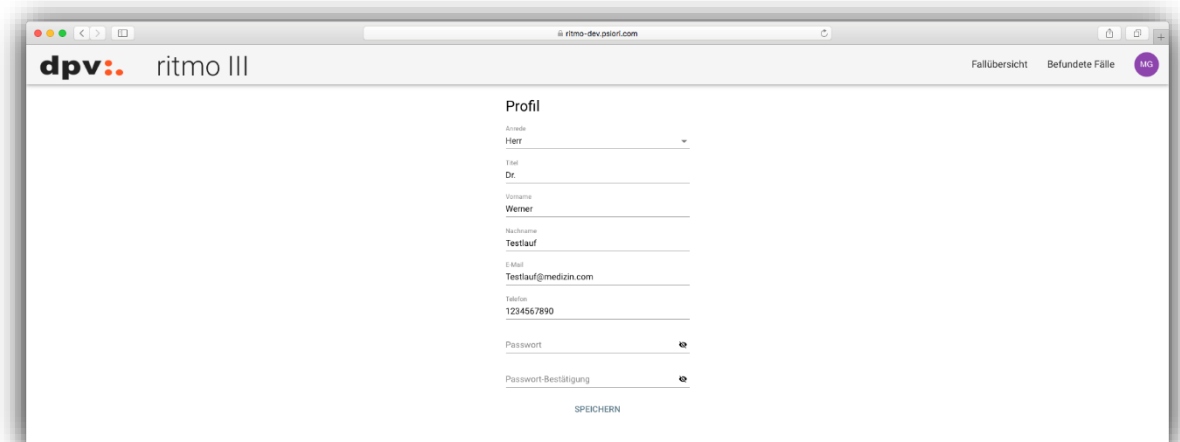 ritmo-dev.psiori.com
dpv:. ritmo III Fallübersicht Befundete Fälle MG
Profil
Anrede
Herr
Titel
Dr.
Vorname
Werner
Nachname
Testlauf
E-Mail
Testlauf@medizin.com
Telefon
1234567890
Passwort
Passwort-Bestätigung
SPEICHERN